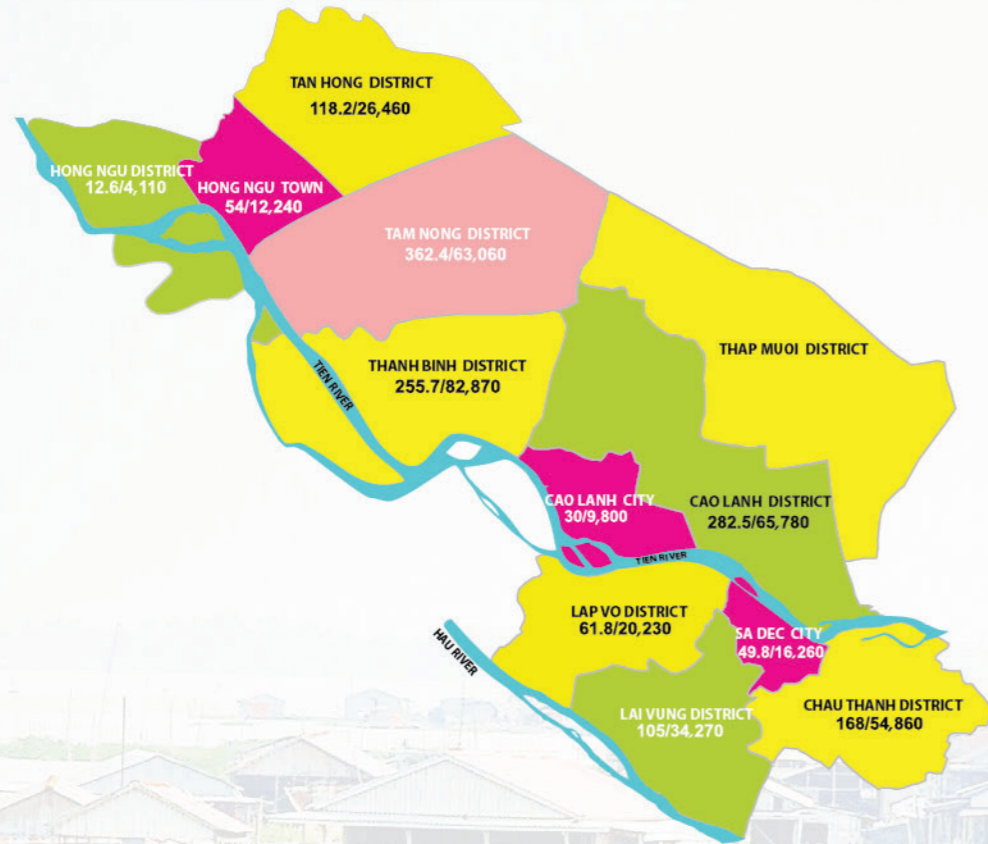 TAN HONG DISTRICT
118.2/26,460
HONG NGU DISTRICT
12.6/4,110
HONG NGU TOWN
54/12,240
TAM NONG DISTRICT
362.4/63,060
THAP MUOI DISTRICT
THANH BINH DISTRICT
255.7/82,870
TIEN RIVER
CAO LANH CITY
30/9,800
CAO LANH DISTRICT
282.5/65,780
TIEN RIVER
LAP VO DISTRICT
61.8/20,230
HAU RIVER
SA DEC CITY
49.8/16,260
LAI VUNG DISTRICT
105/34,270
CHAU THANH DISTRICT
168/54,860